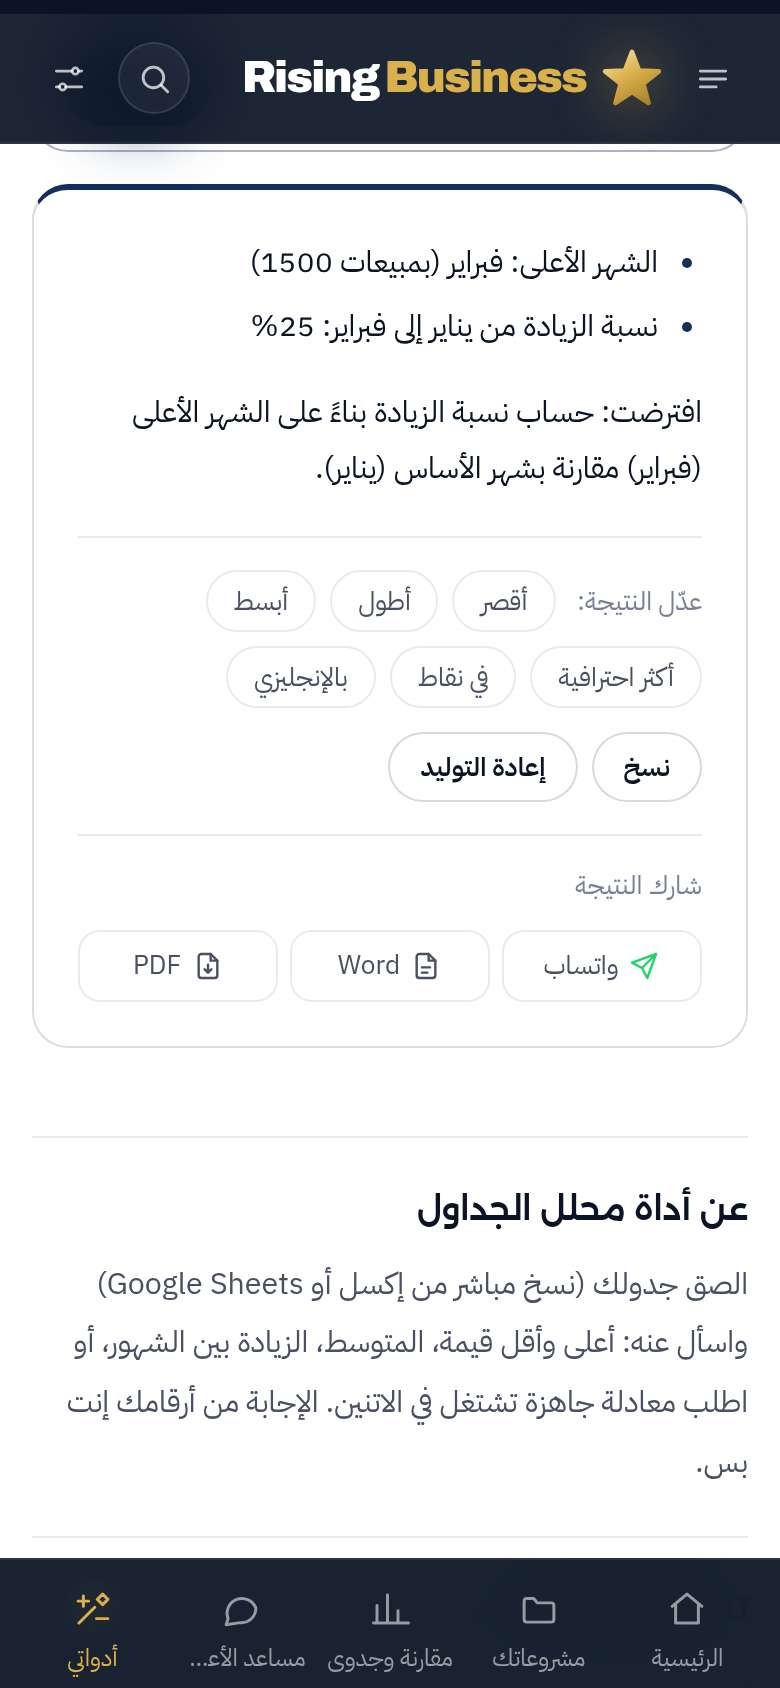 Rising Business
الشهر الأعلى: فبراير (بمبيعات 1500)
نسبة الزيادة من يناير إلى فبراير: 25%
افترضت: حساب نسبة الزيادة بناءً على الشهر الأعلى
(فبراير) مقارنة بشهر الأساس (يناير).
عدّل النتيجة: أقصر أطول أبسط
أكثر احترافية في نقاط بالإنجليزي
نسخ إعادة التوليد
شارك النتيجة
واتساب Word PDF
عن أداة محلل الجداول
الصق جدولك (نسخ مباشر من إكسل أو Google Sheets)
واسأل عنه: أعلى وأقل قيمة، المتوسط، الزيادة بين الشهور، أو
اطلب معادلة جاهزة تشتغل في الاتنين. الإجابة من أرقامك إنت
بس.
الرئيسية مشروعاتك مقارنة وجدوى مساعد الأع... أدواتي